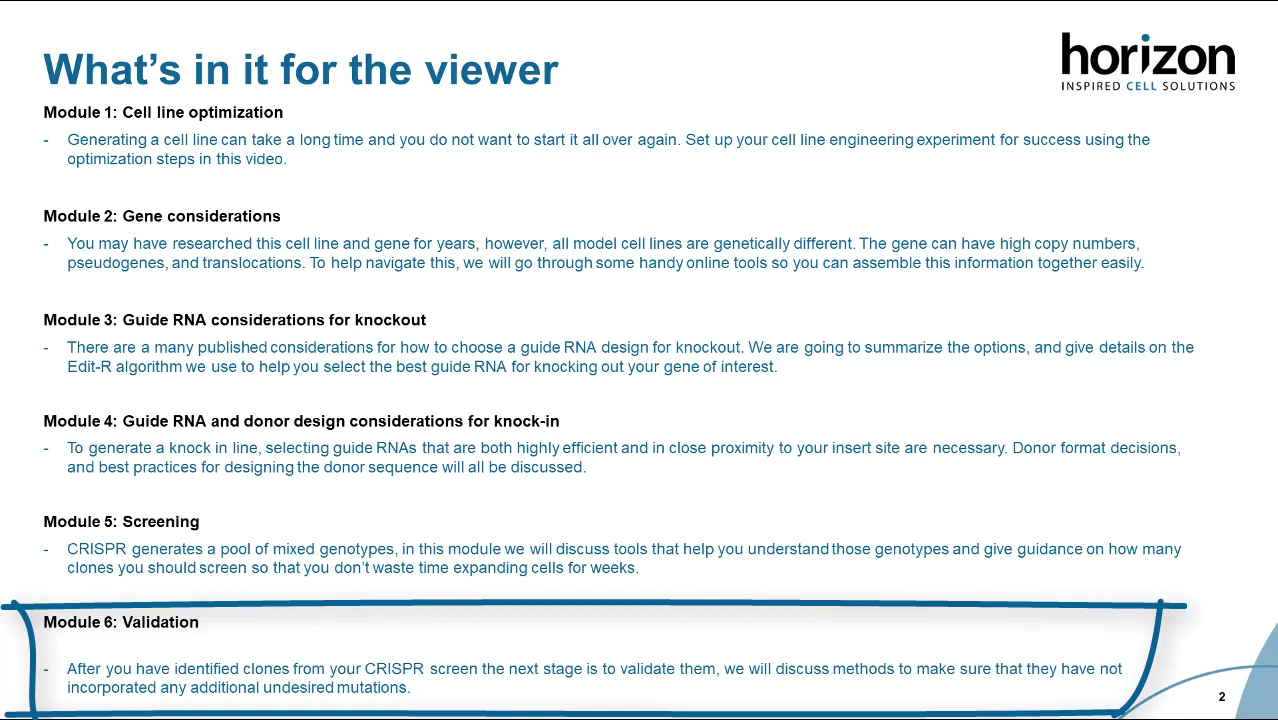 What's in it for the viewer
horizon
INSPIRED CELL SOLUTIONS
Module 1: Cell line optimization
- Generating a cell line can take a long time and you do not want to start it all over again. Set up your cell line engineering experiment for success using the
optimization steps in this video.
Module 2: Gene considerations
- You may have researched this cell line and gene for years, however, all model cell lines are genetically different. The gene can have high copy numbers,
pseudogenes, and translocations. To help navigate this, we will go through some handy online tools so you can assemble this information together easily.
Module 3: Guide RNA considerations for knockout
- There are a many published considerations for how to choose a guide RNA design for knockout. We are going to summarize the options, and give details on the
Edit-R algorithm we use to help you select the best guide RNA for knocking out your gene of interest.
Module 4: Guide RNA and donor design considerations for knock-in
- To generate a knock in line, selecting guide RNAs that are both highly efficient and in close proximity to your insert site are necessary. Donor format decisions,
and best practices for designing the donor sequence will all be discussed.
Module 5: Screening
- CRISPR generates a pool of mixed genotypes, in this module we will discuss tools that help you understand those genotypes and give guidance on how many
clones you should screen so that you don't waste time expanding cells for weeks.
Module 6: Validation
- After you have identified clones from your CRISPR screen the next stage is to validate them, we will discuss methods to make sure that they have not
incorporated any additional undesired mutations.
2